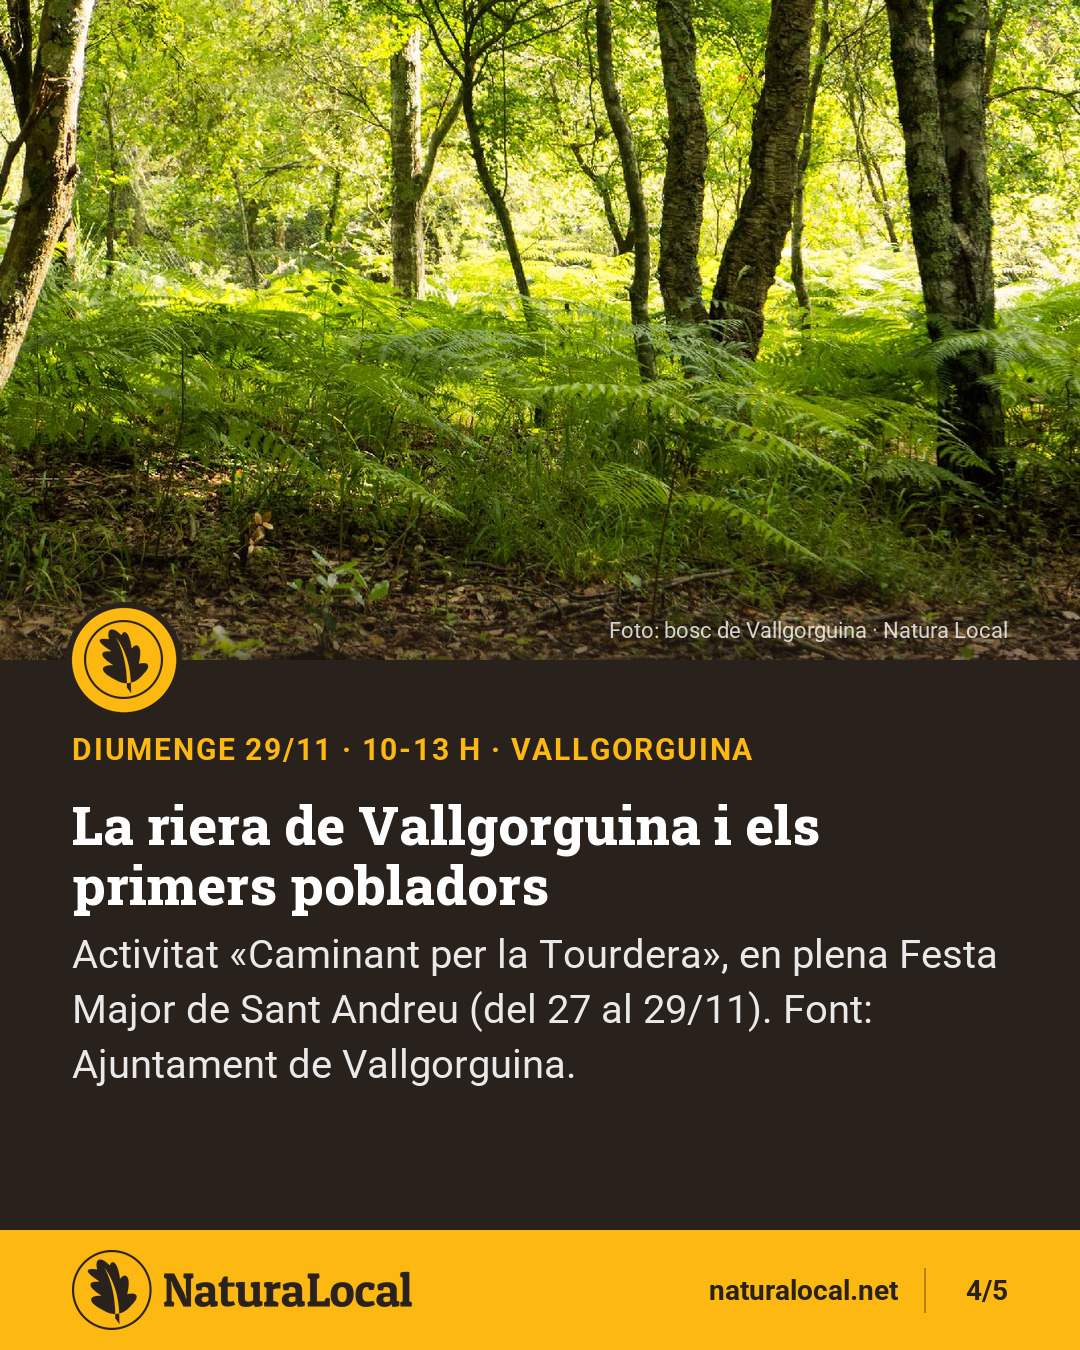 Foto: bosc de Vallgorguina · Natura Local
DIUMENGE 29/11 · 10-13 H · VALLGORGUINA
La riera de Vallgorguina i els
primers pobladors
Activitat «Caminant per la Tourdera», en plena Festa
Major de Sant Andreu (del 27 al 29/11). Font:
Ajuntament de Vallgorguina.
NaturaLocal
naturalocal.net
4/5